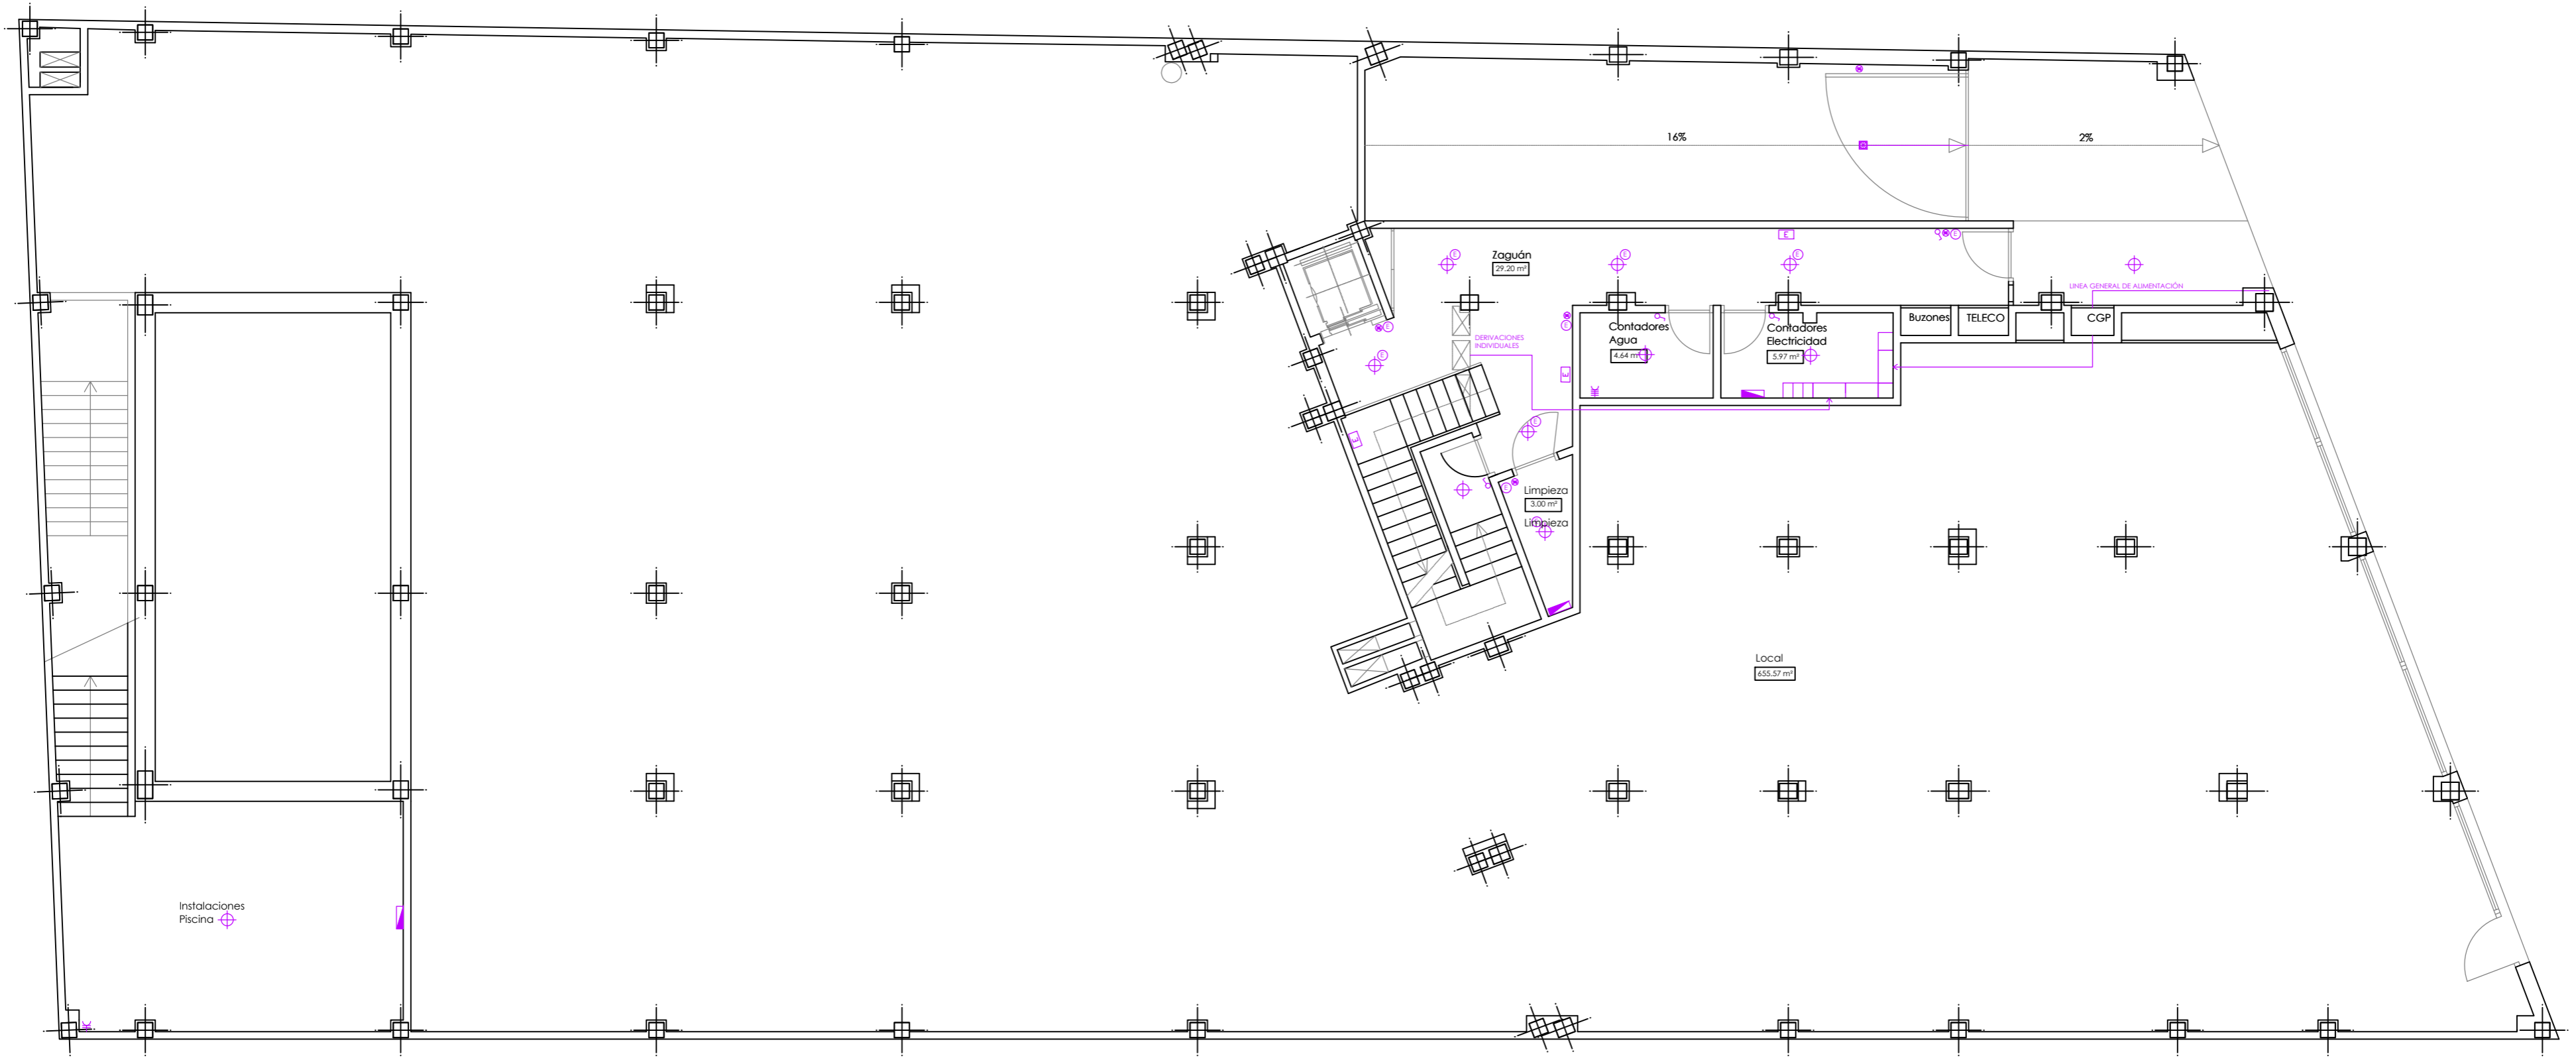 16%
2%
Zaguán
29.20 m²
E
E
E
E
E
LINEA GENERAL DE ALIMENTACIÓN
Buzones
TELECO
CGP
Contadores
Agua
4.64 m²
Contadores
Electricidad
5.97 m²
DERIVACIONES
INDIVIDUALES
E
E
E
E
E
E
E
Limpieza
3.00 m²
Limpieza
Local
655.57 m²
Instalaciones
Piscina